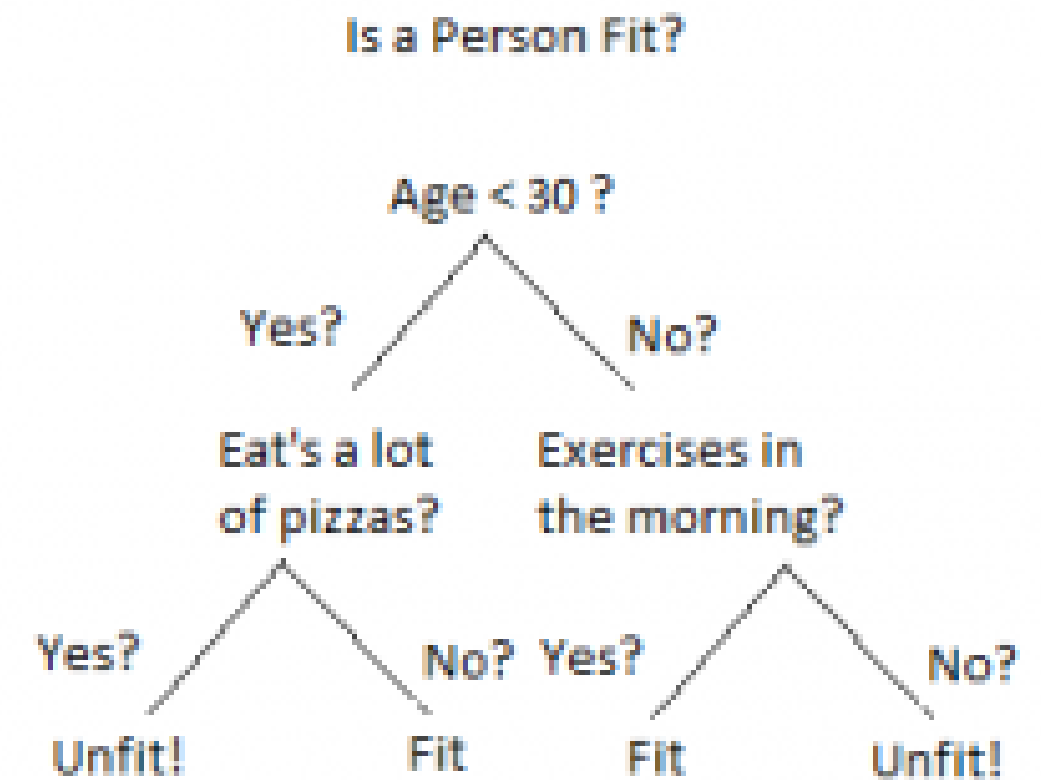 Is a Person Fit?
Age < 30 ?
Yes?
No?
Eat's a lot
of pizzas?
Exercises in
the morning?
Yes?
No?
Yes?
No?
Unfit!
Fit
Fit
Unfit!